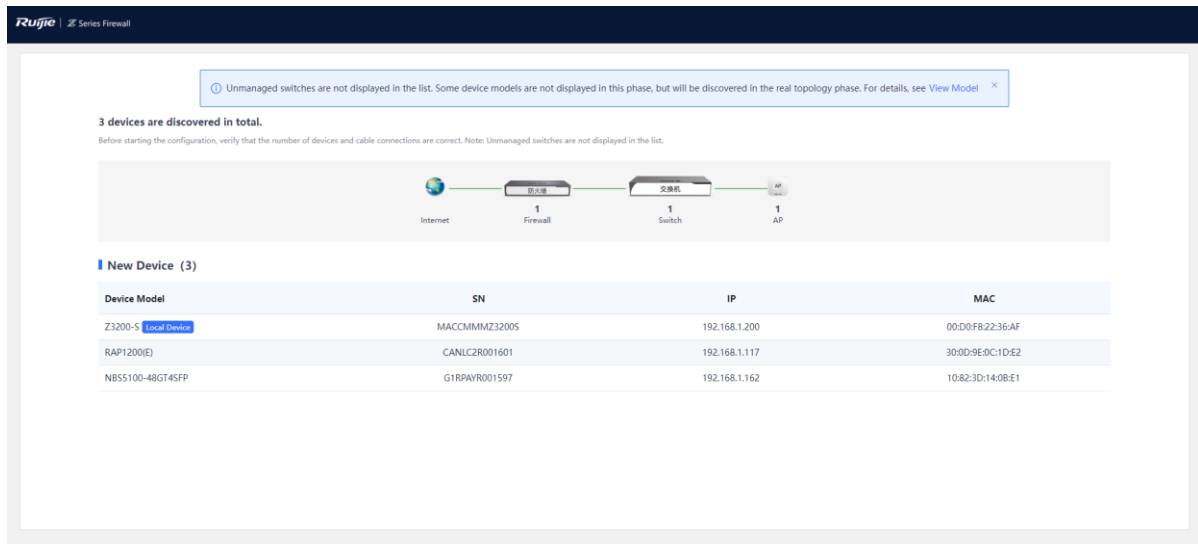 Ruijie | Z Series Firewall
Unmanaged switches are not displayed in the list. Some device models are not displayed in this phase, but will be discovered in the real topology phase. For details, see View Model ×
3 devices are discovered in total.
Before starting the configuration, verify that the number of devices and cable connections are correct. Note: Unmanaged switches are not displayed in the list.
防火墙 交换机 AP
1 1 1
Internet Firewall Switch AP
New Device (3)
Device Model SN IP MAC
Z3200-S Local Device MACCMMMZ3200S 192.168.1.200 00:D0:F8:22:36:AF
RAP1200(E) CANLC2R001601 192.168.1.117 30:0D:9E:0C:1D:E2
NBS5100-48GT4SFP G1RPAYR001597 192.168.1.162 10:82:3D:14:0B:E1